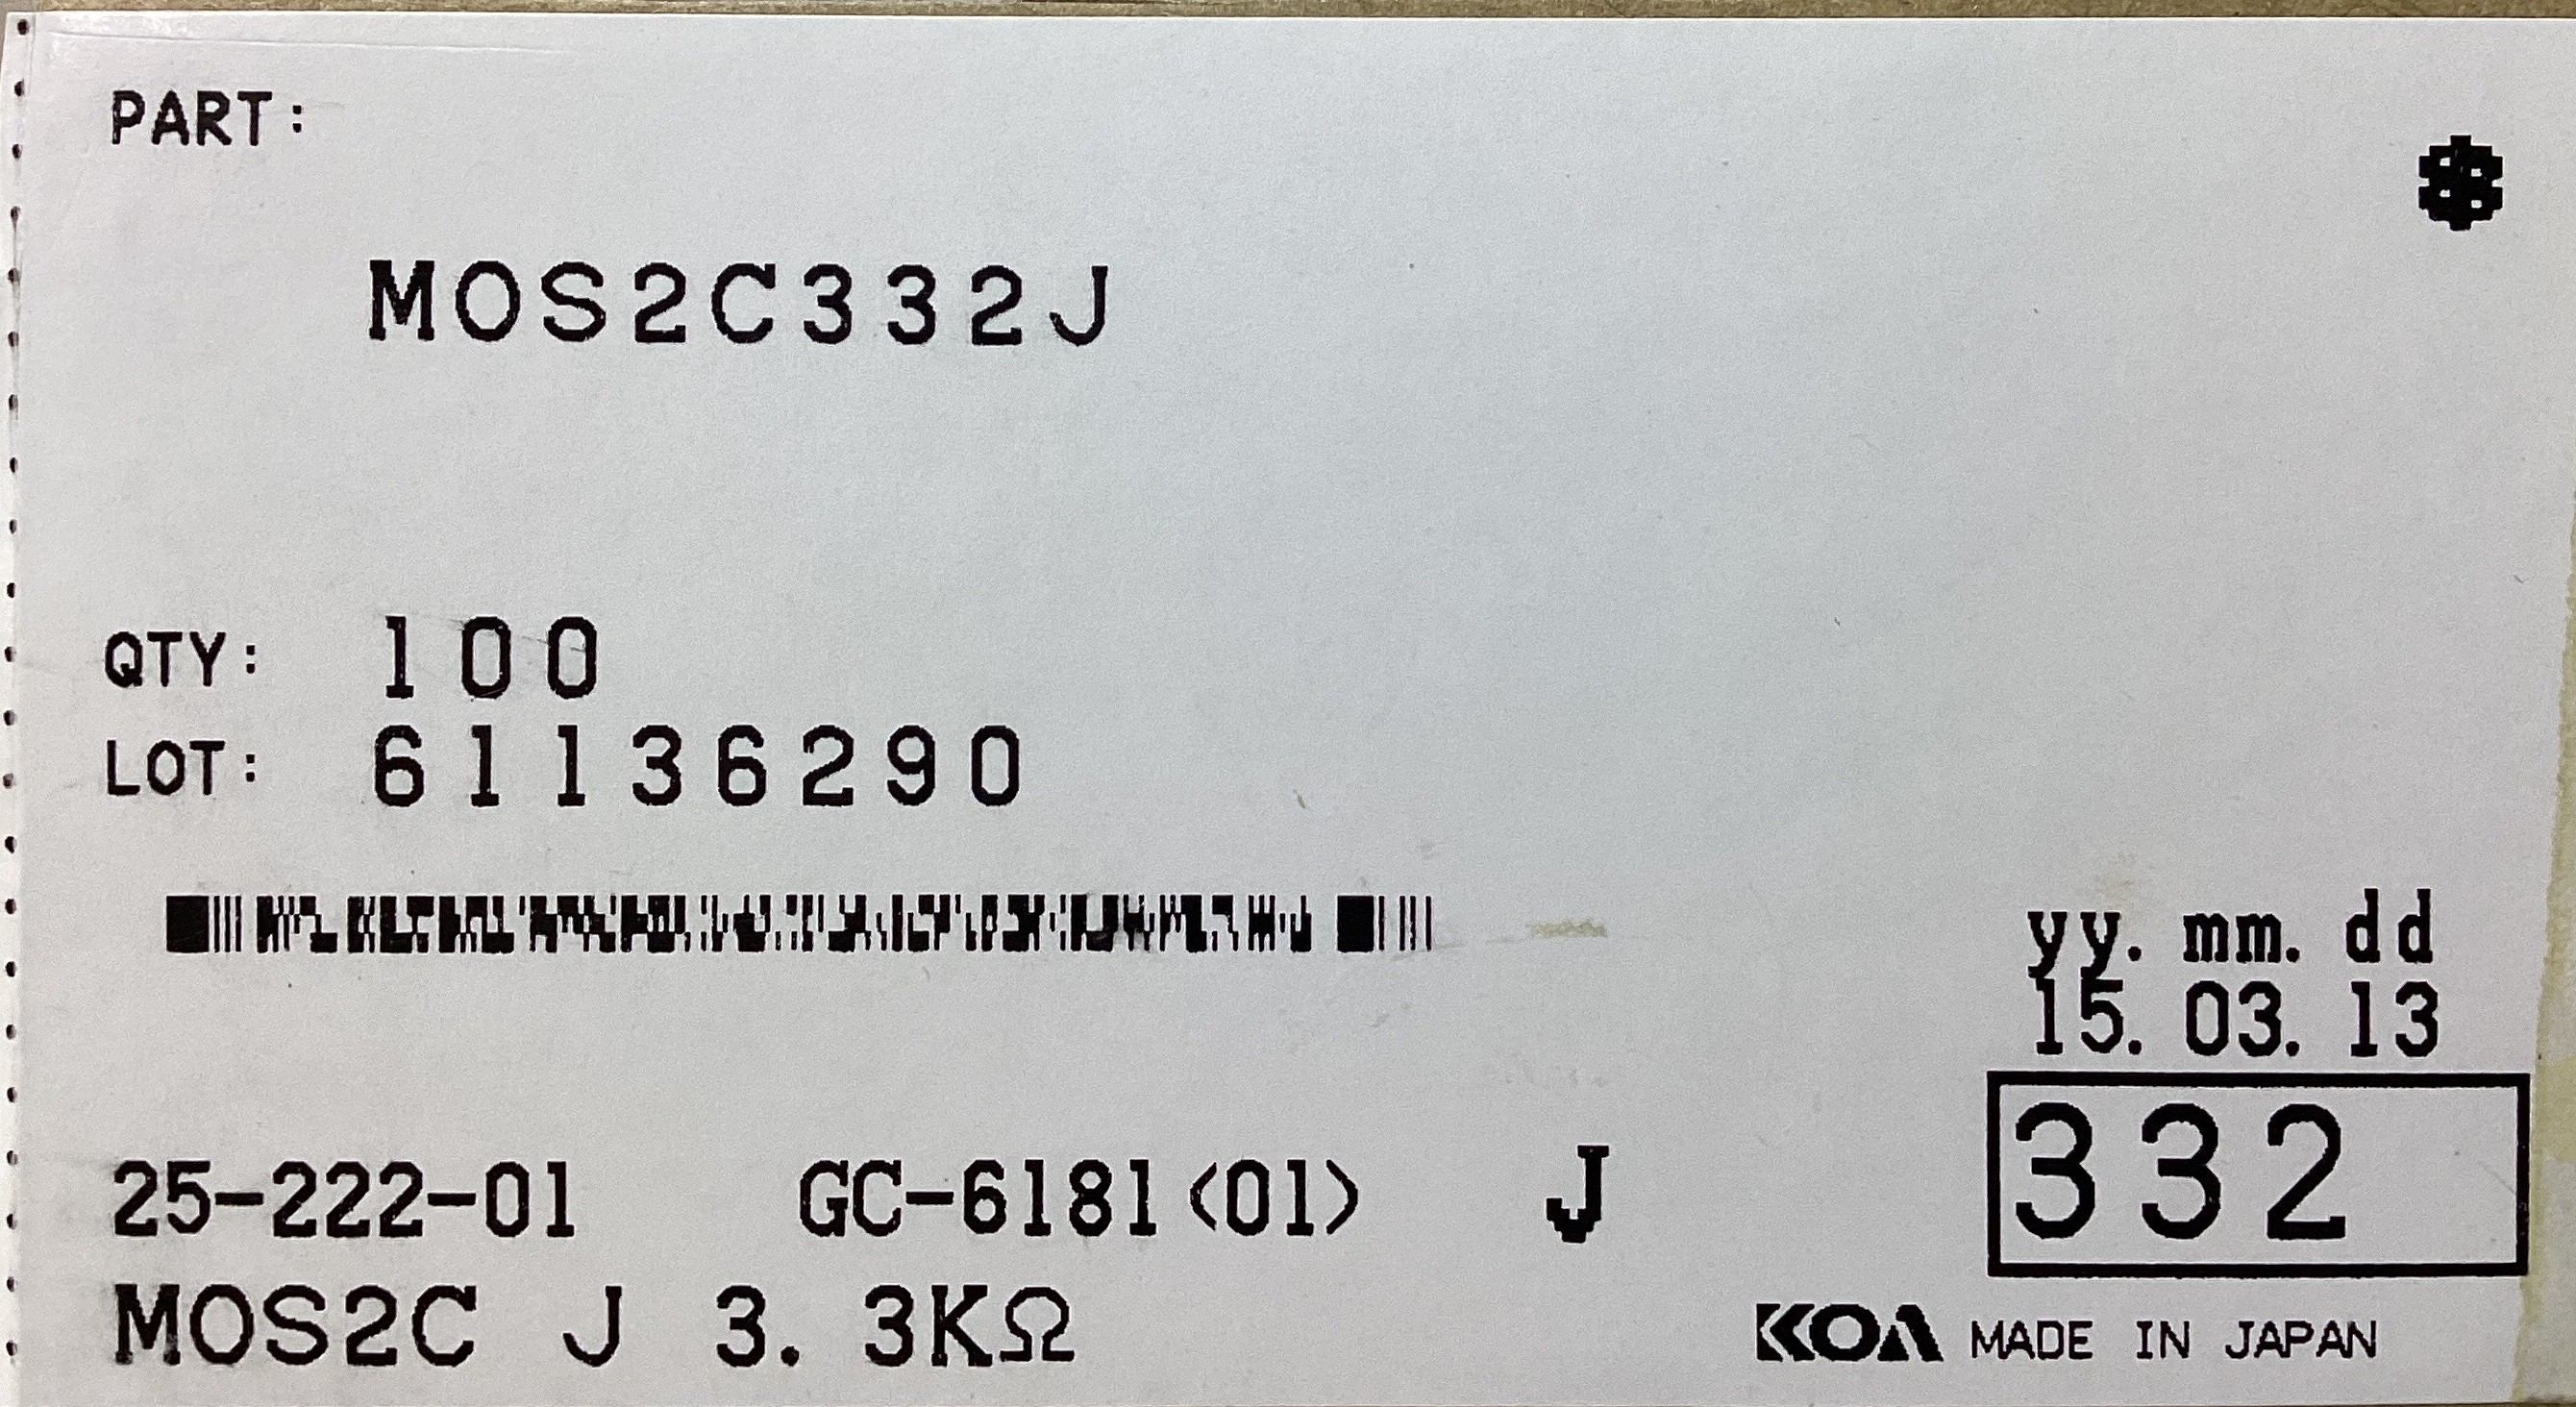 PART:
*
MOS2C332J
QTY: 100
LOT: 61136290
yy. mm. dd
15. 03. 13
332
25-222-01 GC-6181<01> J
MOS2C J 3. 3KΩ
KOA MADE IN JAPAN